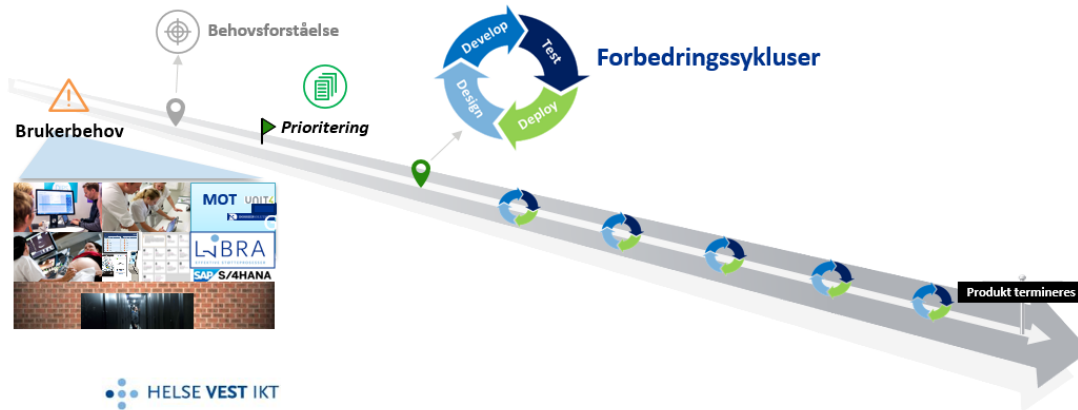 Behovsforståelse
Develop
Test
Design
Deploy
Forbedringssykluser
Brukerbehov
Prioritering
MOT
UNIT4
LIBRA
SAP S/4HANA
Produkt termineres
HELSE VEST IKT